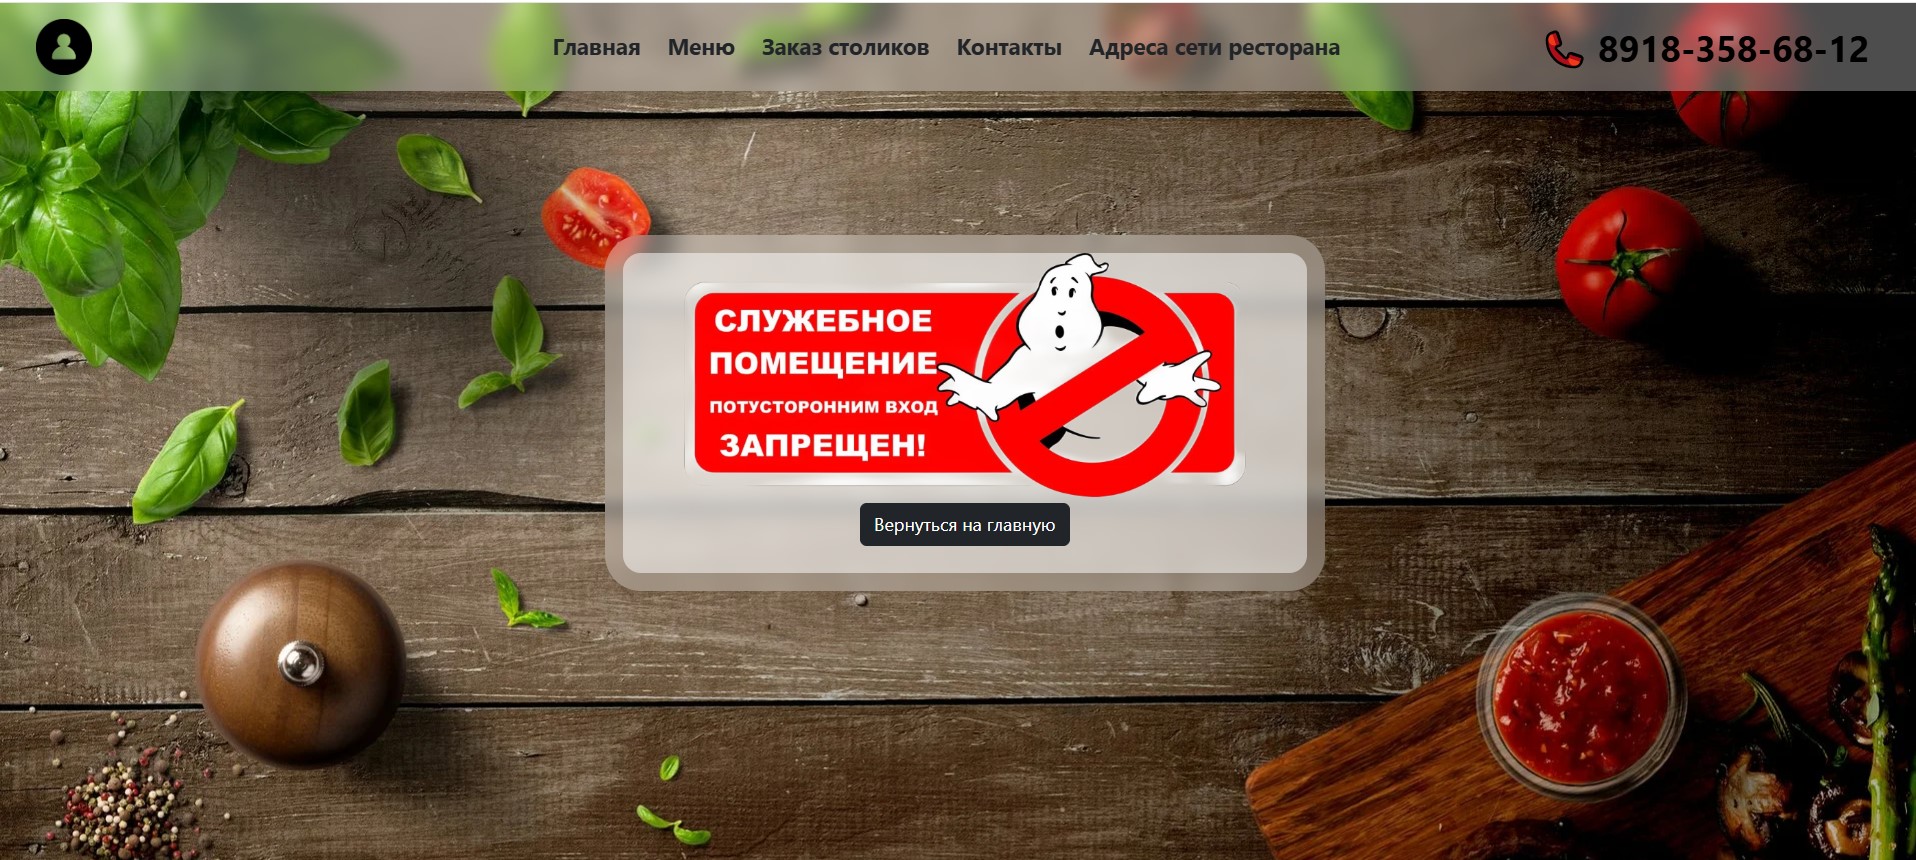 Главная Меню Заказ столиков Контакты Адреса сети ресторана 8918-358-68-12
СЛУЖЕБНОЕ
ПОМЕЩЕНИЕ
ПОТУСТОРОННИМ ВХОД
ЗАПРЕЩЕН!
Вернуться на главную